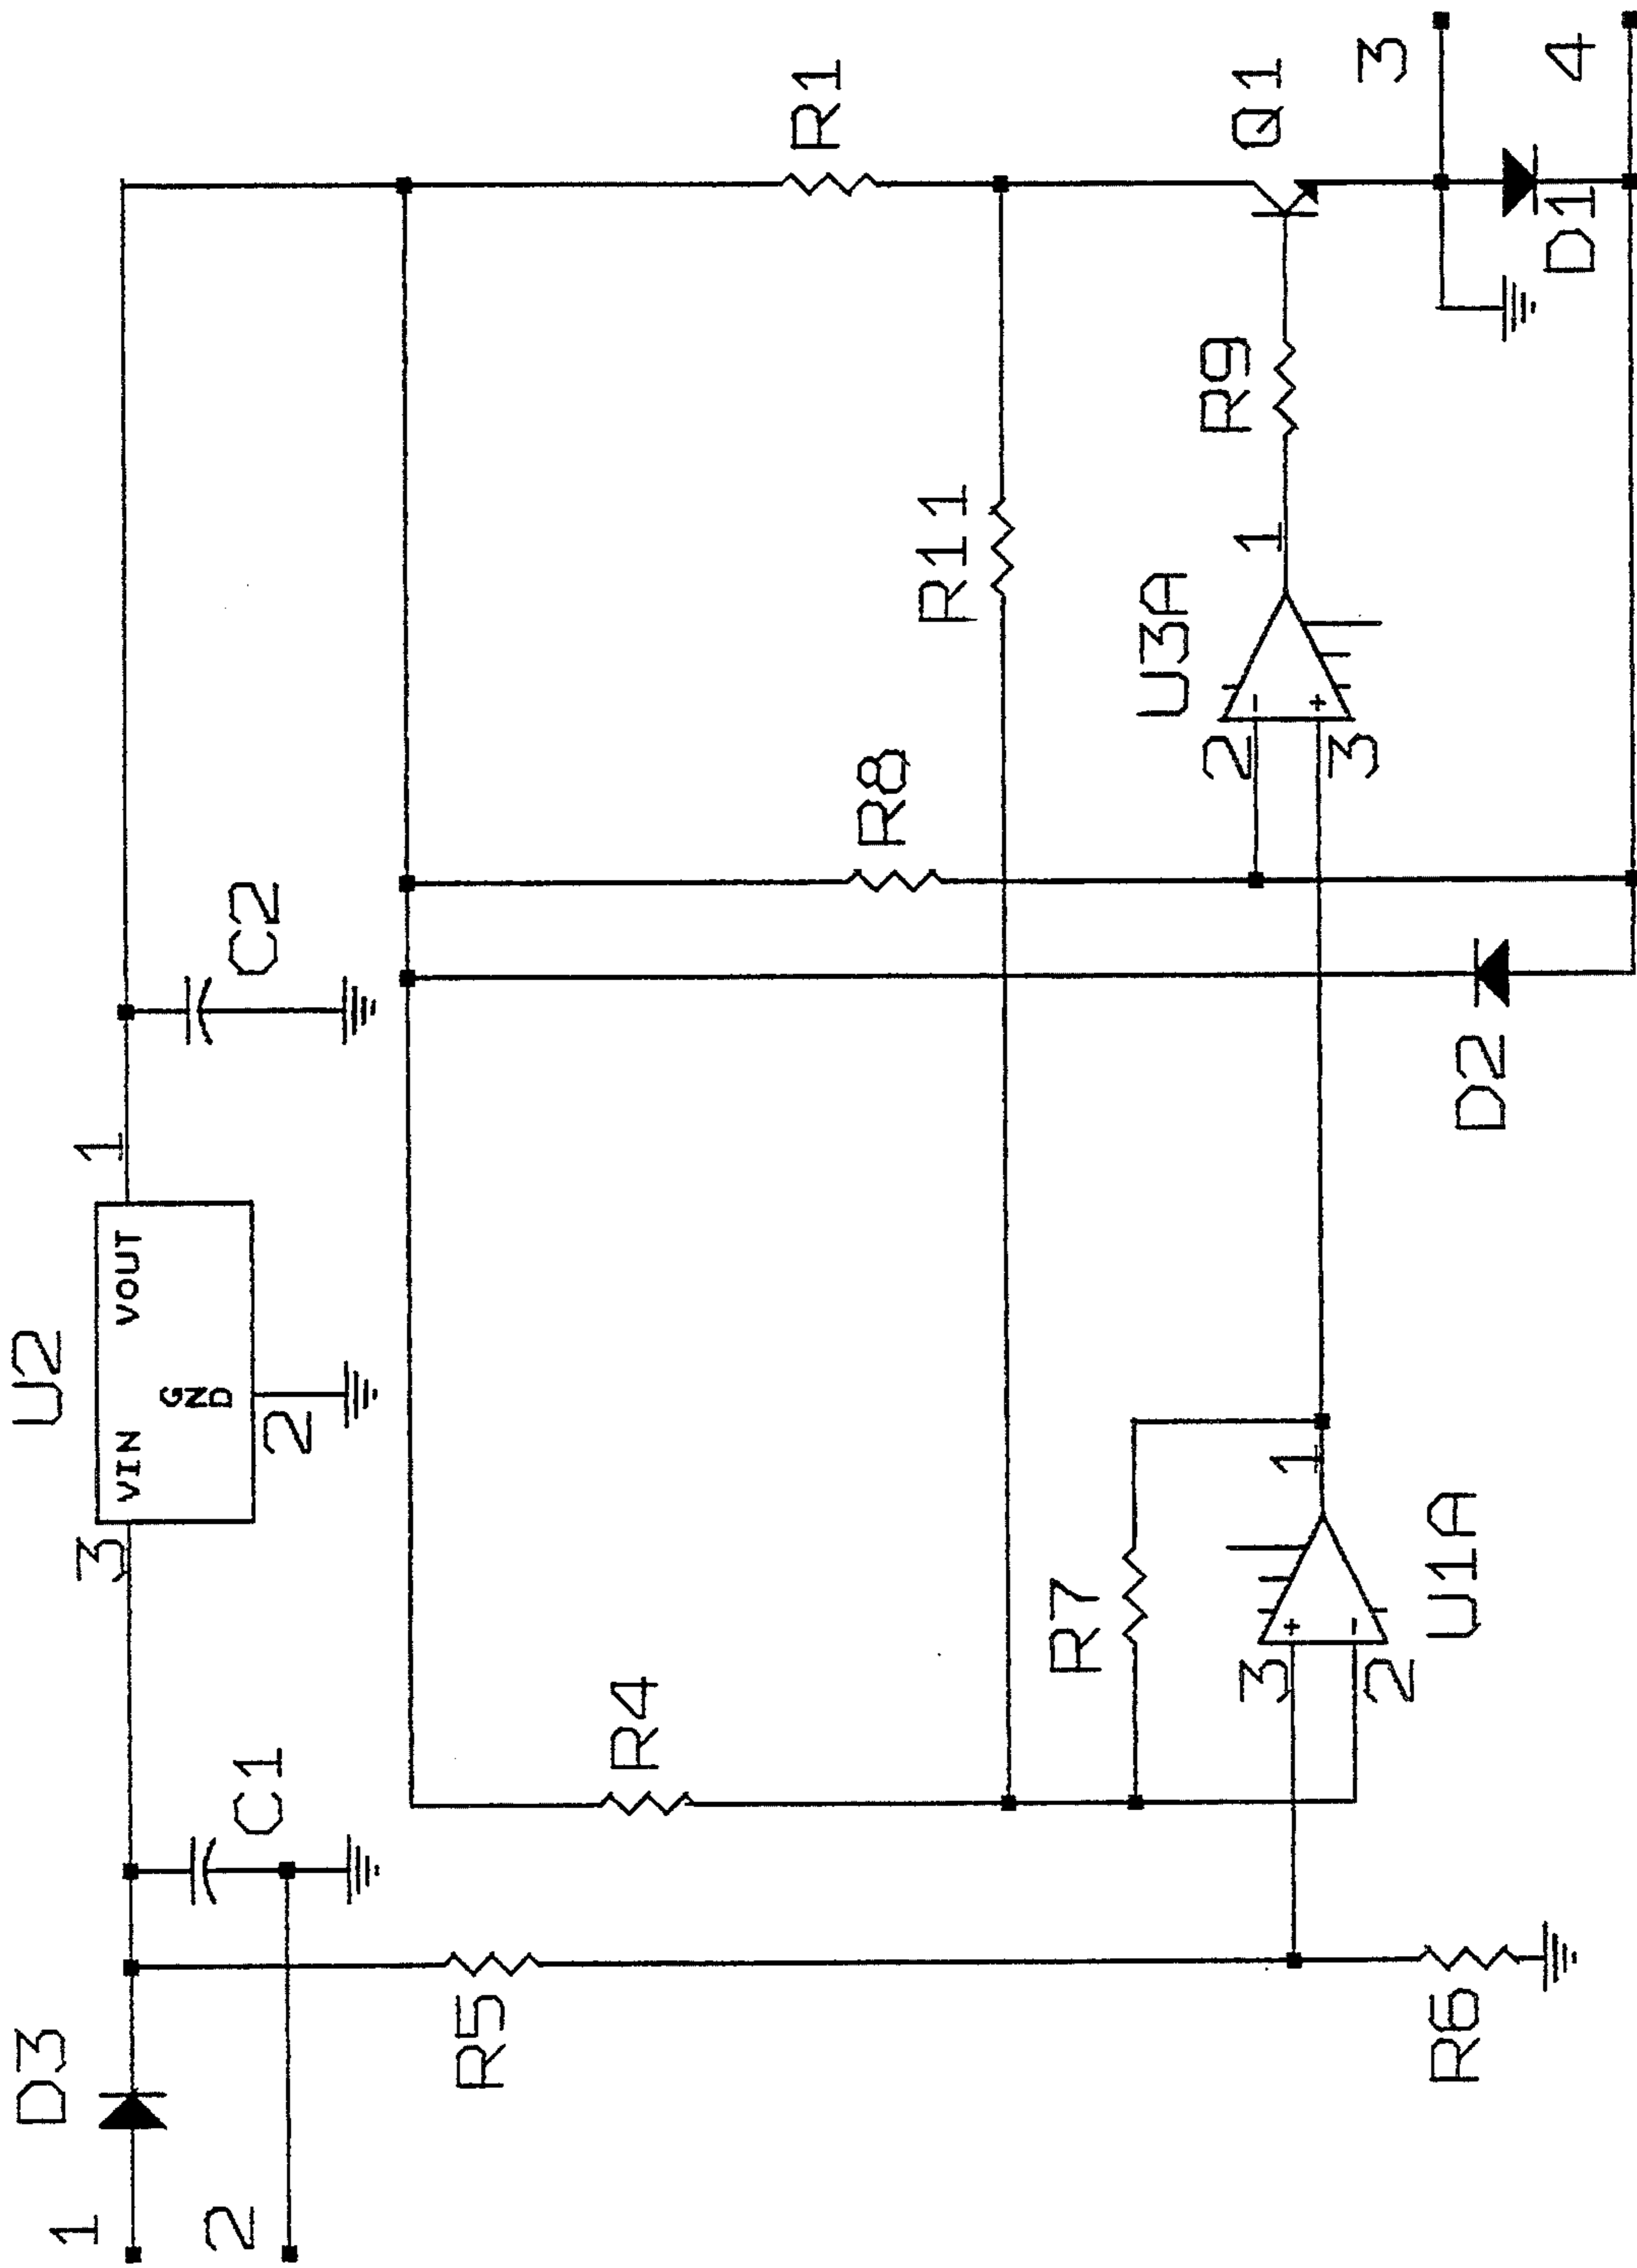 D3
1
2
C1
U2
3
VIN
VOUT
GND
2
1
C2
R5
R4
R8
R1
R11
R7
R6
3
2
+
-
1
U1A
D2
U3A
2
3
-
+
1
R9
Q1
D1
3
4